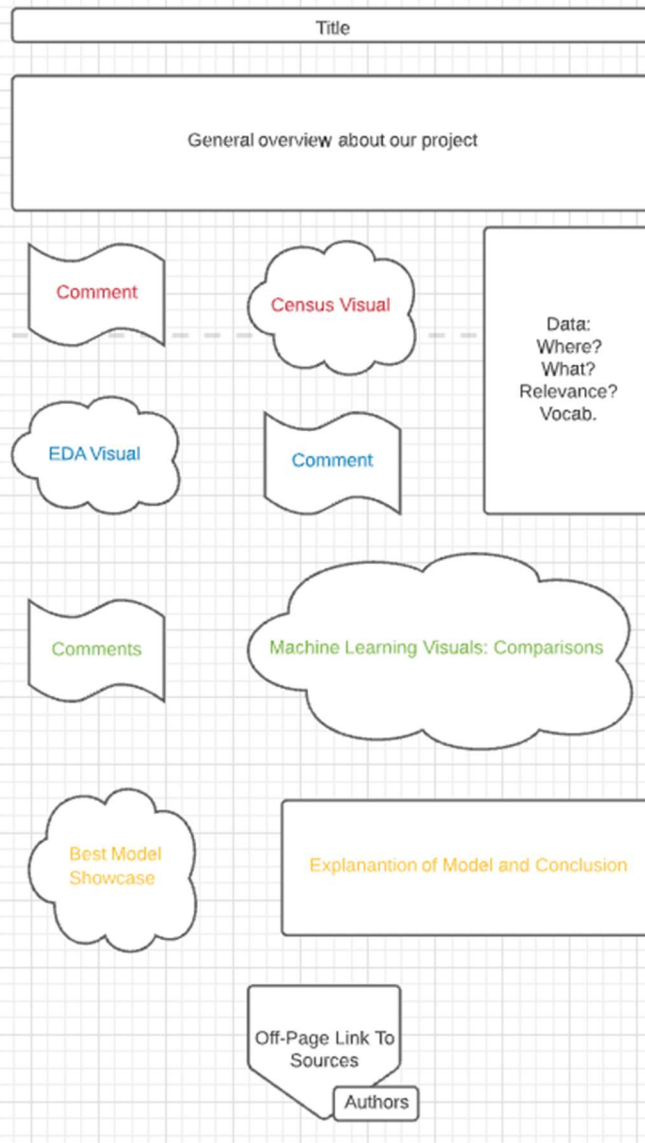 Title
General overview about our project
Comment
Census Visual
Data:
Where?
What?
Relevance?
Vocab.
EDA Visual
Comment
Comments
Machine Learning Visuals: Comparisons
Best Model
Showcase
Explanantion of Model and Conclusion
Off-Page Link To
Sources
Authors